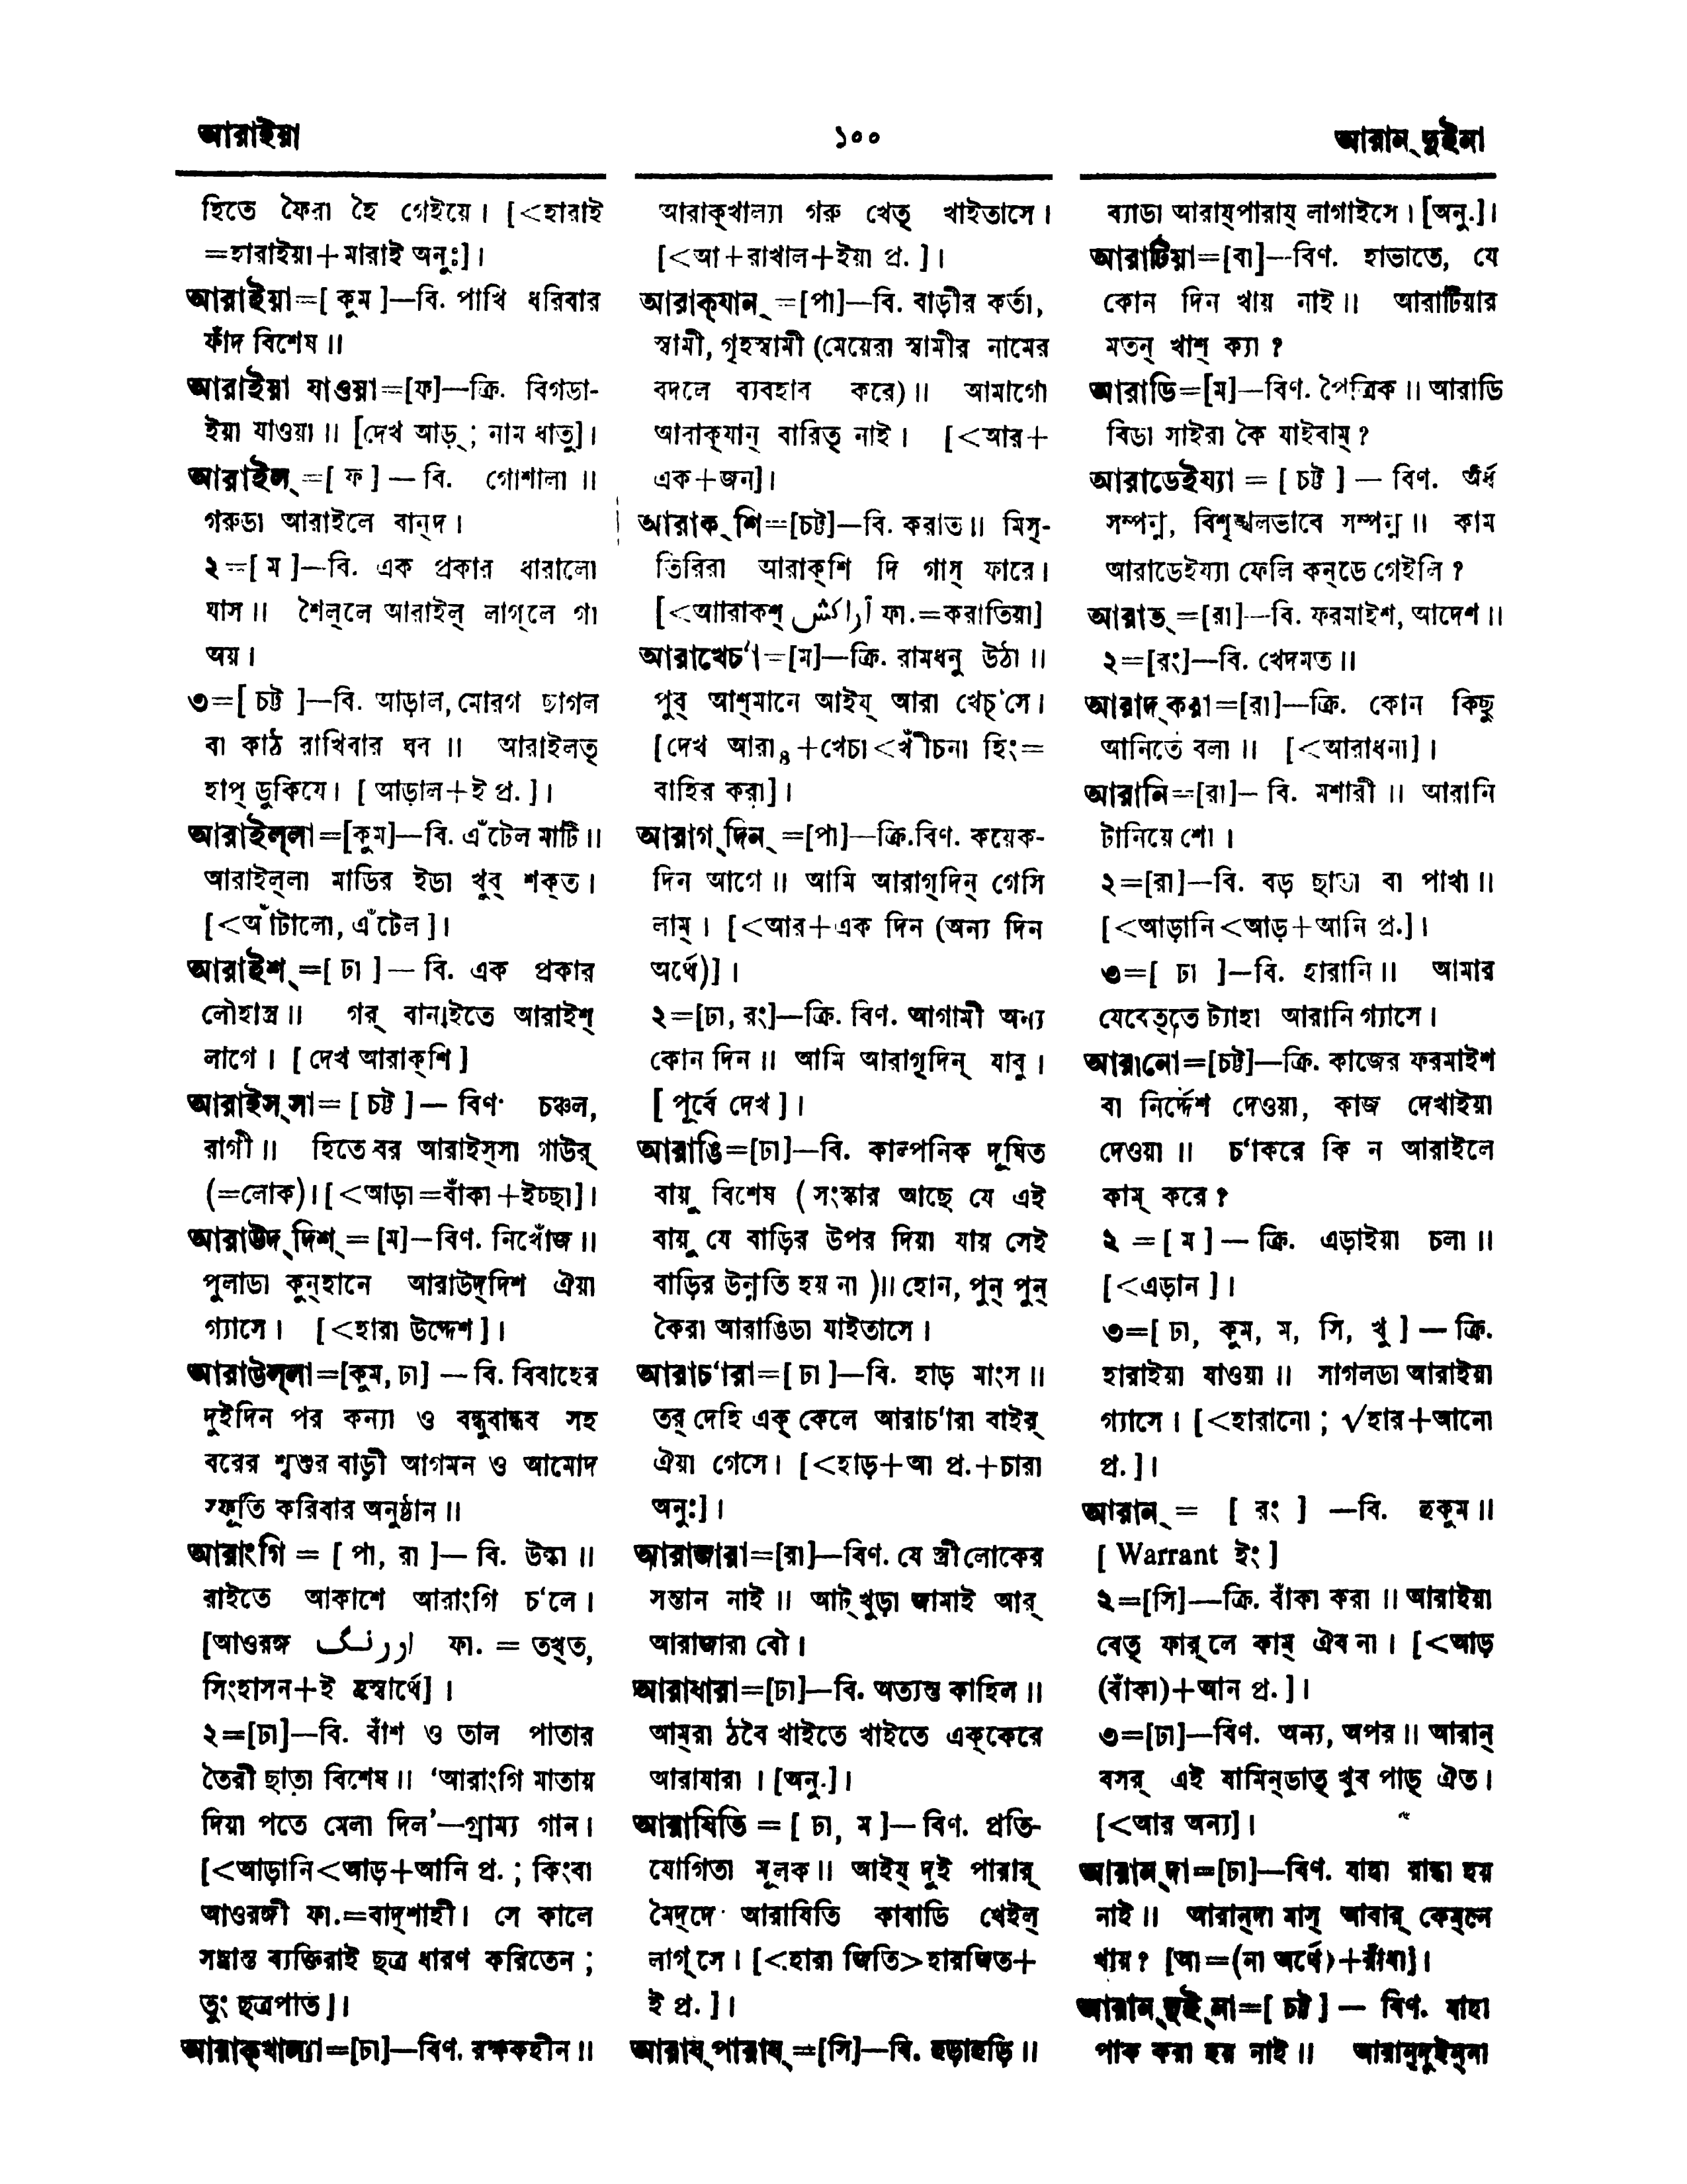 আরাইয়া
১০০
আরান্‌দুইনা
হিতে ফৈরা হৈ গেইয়ে। [<হারাই
=হারাইয়া+মারাই অনুঃ]।
আরাইয়া=[ কুম ]—বি. পাখি ধরিবার
ফাঁদ বিশেষ॥
আরাইয়া যাওয়া=[ফ]—ক্রি. বিগডা-
ইয়া যাওয়া॥ [দেখ আড়্‌; নাম ধাতু]।
আরাইল্‌=[ ফ ] — বি. গোশালা॥
গরুডা আরাইলে বান্‌দ।
২=[ ম ]—বি. এক প্রকার ধারালো
ঘাস॥ শৈল্‌লে আরাইল্‌ লাগ্‌লে গা
অয়।
৩=[ চট্ট ]—বি. আড়াল, মোরগ ছাগল
বা কাঠ রাখিবার ঘব॥ আরাইলত্‌
হাপ্‌ ডুকিযে। [ আড়াল+ই প্র. ]।
আরাইল্‌লা=[কুম]—বি. এঁটেল মাটি॥
আরাইল্‌লা মাডির ইডা খুব্‌ শক্‌ত।
[<আঁটালো, এঁটেল]।
আরাইশ্‌=[ ঢা ] — বি. এক প্রকার
লৌহাস্ত্র॥ গর্‌ বানাইতে আরাইশ্‌
লাগে। [ দেখ আরাক্‌শি ]
আরাইস্‌সা=[ চট্ট ] — বিণ. চঞ্চল,
রাগী॥ হিতে বর আরাইস্‌সা গাউর্‌
(=লোক)। [<আড়া=বাঁকা+ইচ্ছা]।
আরাউদ্‌দিশ্‌= [ম]—বিণ. নিখোঁজ॥
পুলাডা কুন্‌হানে আরাউদ্‌দিশ ঐয়া
গ্যাসে। [<হারা উদ্দেশ]।
আরাউল্‌লা=[কুম, ঢা] — বি. বিবাহের
দুইদিন পর কন্যা ও বন্ধুবান্ধব সহ
বরের শ্বশুর বাড়ী আগমন ও আমোদ
স্ফূর্তি করিবার অনুষ্ঠান॥
আরাংগি = [ পা, রা ]— বি. উল্কা॥
রাইতে আকাশে আরাংগি চ'লে।
[আওরঙ্গ اورنگ ফা. = তখ্‌ত,
সিংহাসন+ই হ্রস্বার্থে]।
২=[ঢা]—বি. বাঁশ ও তাল পাতার
তৈরী ছাতা বিশেষ॥ 'আরাংগি মাতায়
দিয়া পতে মেলা দিল'—গ্রাম্য গান।
[<আড়ানি<আড়+আনি প্র.; কিংবা
আওরঙ্গী ফা.=বাদ্‌শাহী। সে কালে
সম্ভ্রান্ত ব্যক্তিরাই ছত্র ধারণ করিতেন;
তুং ছত্রপতি]।
আরাক্‌খাল্যা=[ঢা]—বিণ. রক্ষকহীন॥
আরাক্‌খাল্যা গরু খেত্‌ খাইতাসে।
[<আ+রাখাল+ইয়া প্র. ]।
আরাক্‌যান্‌=[পা]—বি. বাড়ীর কর্তা,
স্বামী, গৃহস্বামী (মেয়েরা স্বামীর নামের
বদলে ব্যবহাব করে)॥ আমাগো
আবাক্‌যান্‌ বারিত্‌ নাই। [<আর+
এক+জন]।
আরাক্‌শি=[চট্ট]—বি. করাত॥ মিস্‌-
তিরিরা আরাক্‌শি দি গাস্‌ ফারে।
[<আরাকশ্‌ آراکش ফা.=করাতিয়া]
আরাখেচ'া=[ম]—ক্রি. রামধনু উঠা॥
পুব্‌ আশ্‌মানে আইয্‌ আরা খেচ্‌'সে।
[দেখ আরা৪+খেচা<খীঁচনা হিং=
বাহির করা]।
আরাগ্‌দিন্‌=[পা]—ক্রি.বিণ. কয়েক-
দিন আগে॥ আমি আরাগ্‌দিন্‌ গেসি
লাম্‌। [<আর+এক দিন (অন্য দিন
অর্থে)]।
২=[ঢা, রং]—ক্রি. বিণ. আগামী অন্য
কোন দিন॥ আমি আরাগ্‌দিন্‌ যাবু।
[ পূর্বে দেখ ]।
আরাঙি=[ঢা]—বি. কাল্পনিক দূষিত
বায়ু বিশেষ (সংস্কার আছে যে এই
বায়ু যে বাড়ির উপর দিয়া যায় সেই
বাড়ির উন্নতি হয় না)॥ হোন, পুন্‌ পুন্‌
কৈরা আরাঙিডা যাইতাসে।
আরাচ'ারা=[ ঢা ]—বি. হাড় মাংস॥
তর্‌ দেহি এক্‌ কেলে আরাচ'ারা বাইর্‌
ঐয়া গেসে। [<হাড়+আ প্র.+চারা
অনুঃ]।
আরাজারা=[রা]—বিণ. যে স্ত্রীলোকের
সন্তান নাই॥ আট্‌খুড়া জামাই আর্‌
আরাজারা বৌ।
আরাধারা=[ঢা]—বি. অত্যন্ত কাহিল॥
আম্‌রা ঠবৈ খাইতে খাইতে এক্‌কেরে
আরাযারা। [অনু.]।
আরাযিতি = [ ঢা, ম ]— বিণ. প্রতি-
যোগিতা মূলক॥ আইয্‌ দুই পারার্‌
মৈদ্‌দে আরাযিতি কাবাডি খেইল্‌
লাগ্‌সে। [<হারা জিতি>হারজিত+
ই প্র. ]।
আরায্‌পারায্‌=[সি]—বি. হুড়াহুড়ি॥
ব্যাডা আরায্‌পারায্‌ লাগাইসে। [অনু.]।
আরাটিয়া=[বা]—বিণ. হাভাতে, যে
কোন দিন খায় নাই॥ আরাটিয়ার
মতন্‌ খাশ্‌ ক্যা?
আরাডি=[ম]—বিণ. পৈত্রিক॥ আরাডি
বিডা সাইরা কৈ যাইবাম্‌?
আরাডেইয্যা = [ চট্ট ] — বিণ. অর্ধ
সম্পন্ন, বিশৃঙ্খলভাবে সম্পন্ন॥ কাম
আরাডেইয্যা ফেলি কন্‌ডে গেইলি?
আরাত্‌=[রা]—বি. ফরমাইশ, আদেশ॥
২=[রং]—বি. খেদমত॥
আরাদ্‌করা=[রা]—ক্রি. কোন কিছু
আনিতে বলা॥ [<আরাধনা]।
আরানি=[রা]— বি. মশারী॥ আরানি
টানিয়ে শো।
২=[রা]—বি. বড় ছাতা বা পাখা॥
[<আড়ানি<আড়+আনি প্র.]।
৩=[ ঢা ]—বি. হারানি॥ আমার
যেবেত্‌তে ট্যাহা আরানি গ্যাসে।
আরানো=[চট্ট]—ক্রি. কাজের ফরমাইশ
বা নির্দ্দেশ দেওয়া, কাজ দেখাইয়া
দেওয়া॥ চ'াকরে কি ন আরাইলে
কাম্‌ করে?
২ = [ ম ] — ক্রি. এড়াইয়া চলা॥
[<এড়ান]।
৩=[ ঢা, কুম, ম, সি, খু ] — ক্রি.
হারাইয়া যাওয়া॥ সাগলডা আরাইয়া
গ্যাসে। [<হারানো; √হার+আনো
প্র. ]।
আরান্‌ = [ রং ] —বি. হুকুম॥
[ Warrant ইং ]
২=[সি]—ক্রি. বাঁকা করা॥ আরাইয়া
বেত্‌ ফার্‌লে কাম্‌ ঐব না। [<আড়
(বাঁকা)+আন প্র. ]।
৩=[ঢা]—বিণ. অন্য, অপর॥ আরান্‌
বসর্‌ এই যামিন্‌ডাত্‌ খুব পাড়্‌ ঐত।
[<আর অন্য]।
আরান্‌দা=[ঢা]—বিণ. যাহা রান্ধা হয়
নাই॥ আরান্‌দা মাস্‌ আবার্‌ কেম্‌নে
খায়? [আ=(না অর্থে)+রাঁধা]।
আরান্‌দুই্‌না=[ চট্ট ] — বিণ. যাহা
পাক করা হয় নাই॥ আরান্‌দুইন্‌না